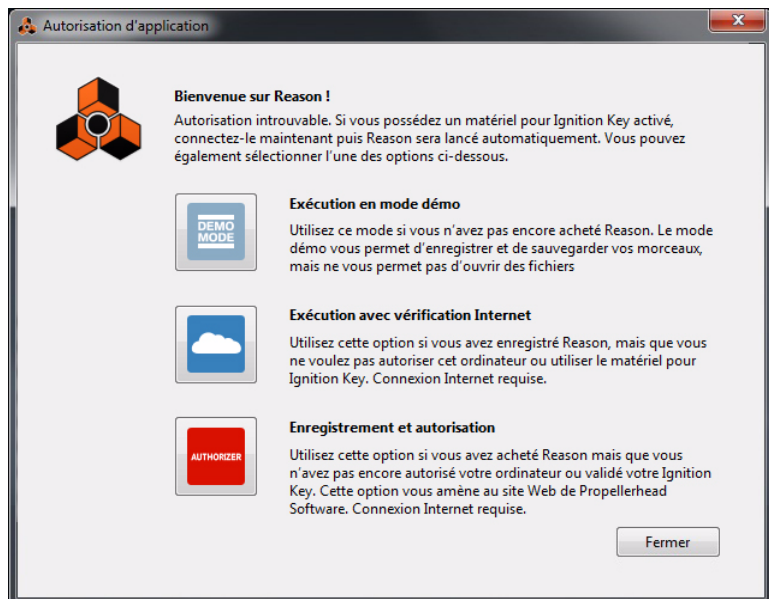 Autorisation d'application
Bienvenue sur Reason !
Autorisation introuvable. Si vous possédez un matériel pour Ignition Key activé,
connectez-le maintenant puis Reason sera lancé automatiquement. Vous pouvez
également sélectionner l'une des options ci-dessous.
DEMO
MODE
Exécution en mode démo
Utilisez ce mode si vous n'avez pas encore acheté Reason. Le mode
démo vous permet d'enregistrer et de sauvegarder vos morceaux,
mais ne vous permet pas d'ouvrir des fichiers
Exécution avec vérification Internet
Utilisez cette option si vous avez enregistré Reason, mais que vous
ne voulez pas autoriser cet ordinateur ou utiliser le matériel pour
Ignition Key. Connexion Internet requise.
AUTHORIZER
Enregistrement et autorisation
Utilisez cette option si vous avez acheté Reason mais que vous
n'avez pas encore autorisé votre ordinateur ou validé votre Ignition
Key. Cette option vous amène au site Web de Propellerhead
Software. Connexion Internet requise.
Fermer